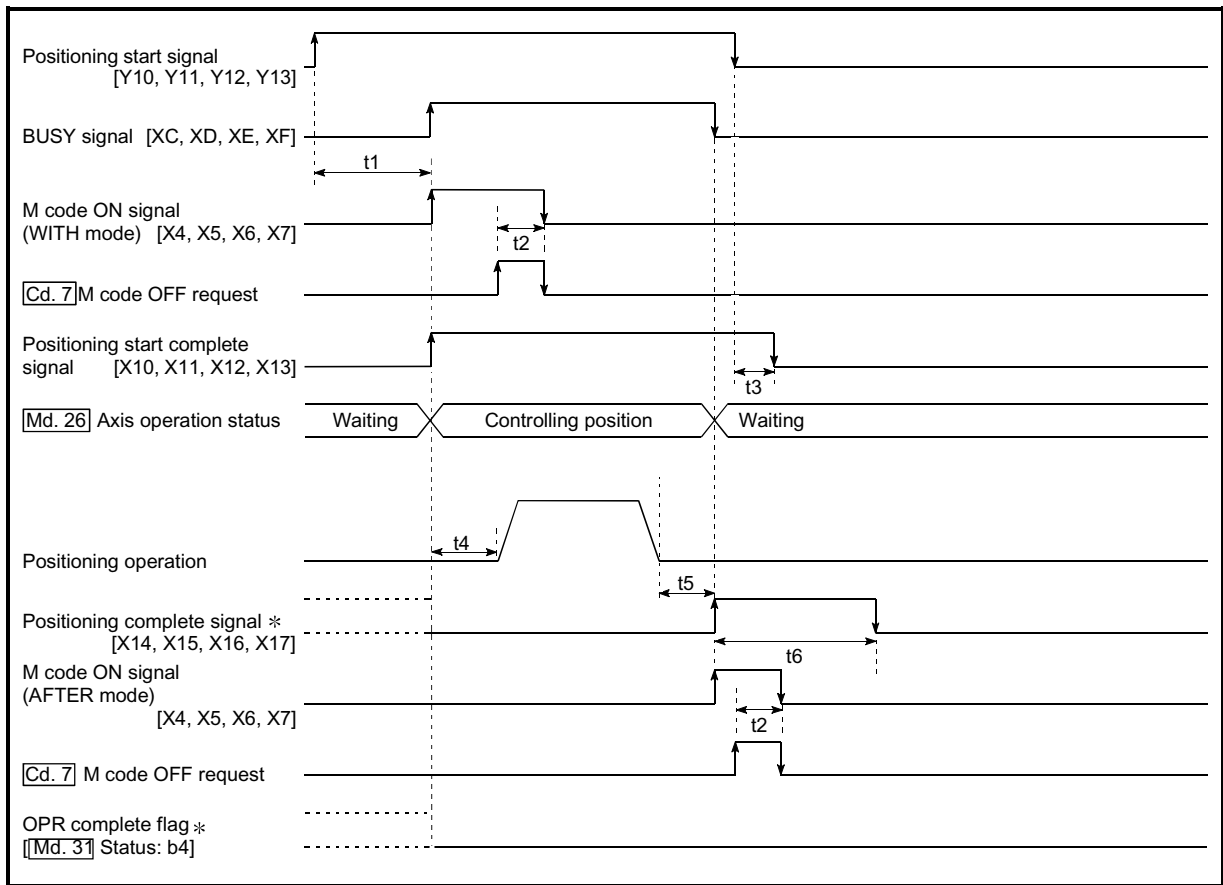 Positioning start signal
[Y10, Y11, Y12, Y13]
BUSY signal [XC, XD, XE, XF]
t1
M code ON signal
(WITH mode) [X4, X5, X6, X7]
t2
Cd. 7 M code OFF request
Positioning start complete
signal [X10, X11, X12, X13]
t3
Md. 26 Axis operation status Waiting Controlling position Waiting
t4
Positioning operation
t5
Positioning complete signal *
[X14, X15, X16, X17]
t6
M code ON signal
(AFTER mode)
[X4, X5, X6, X7]
t2
Cd. 7 M code OFF request
OPR complete flag *
[Md. 31 Status: b4]